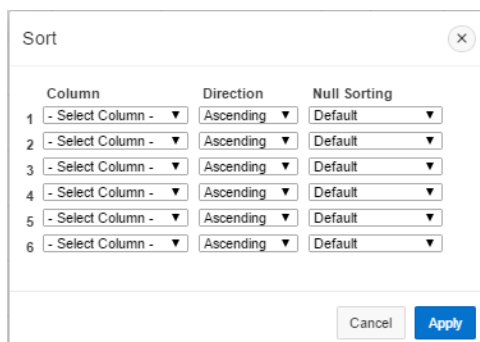 Sort
Column Direction Null Sorting
1 - Select Column - Ascending Default
2 - Select Column - Ascending Default
3 - Select Column - Ascending Default
4 - Select Column - Ascending Default
5 - Select Column - Ascending Default
6 - Select Column - Ascending Default
Cancel Apply